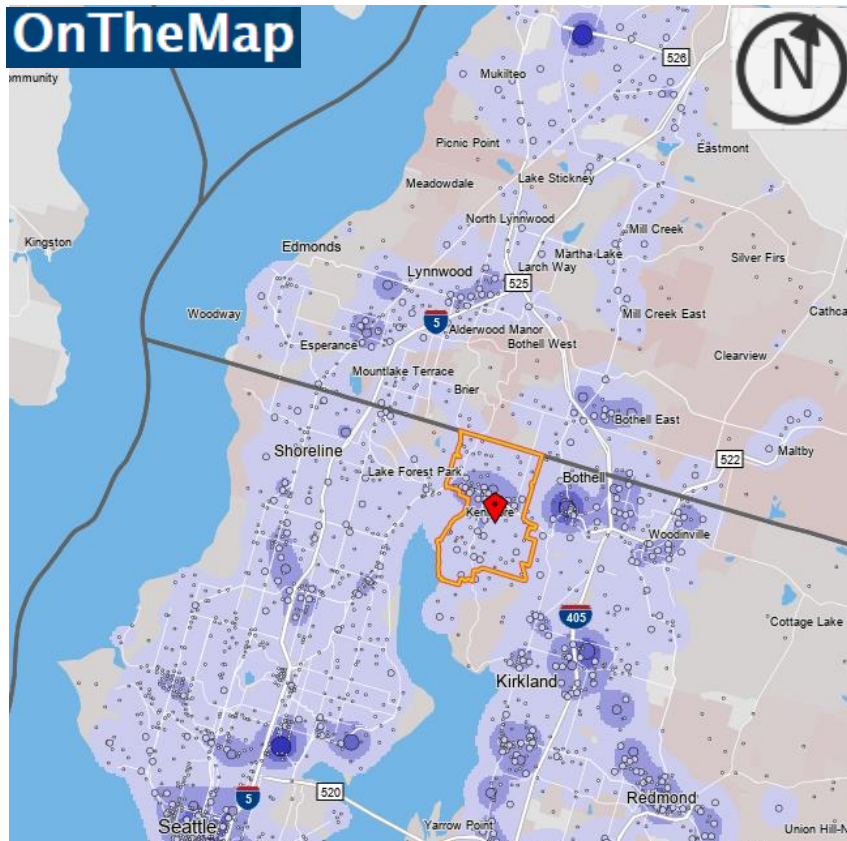 OnTheMap
N
526
ommunity
Mukilteo
Picnic Point
Eastmont
Meadowdale
Lake Stickney
North Lynnwood
Mill Creek
Kingston
Edmonds
Martha Lake
Silver Firs
Lynnwood
Larch Way
525
Woodway
5
Mill Creek East
Cathca
Alderwood Manor
Esperance
Bothell West
Clearview
Mountlake Terrace
Brier
Bothell East
Shoreline
Maltby
522
Lake Forest Park
Bothell
Woodinville
405
Cottage Lake
Kirkland
520
5
Redmond
Seattle
Yarrow Point
Union Hill-N